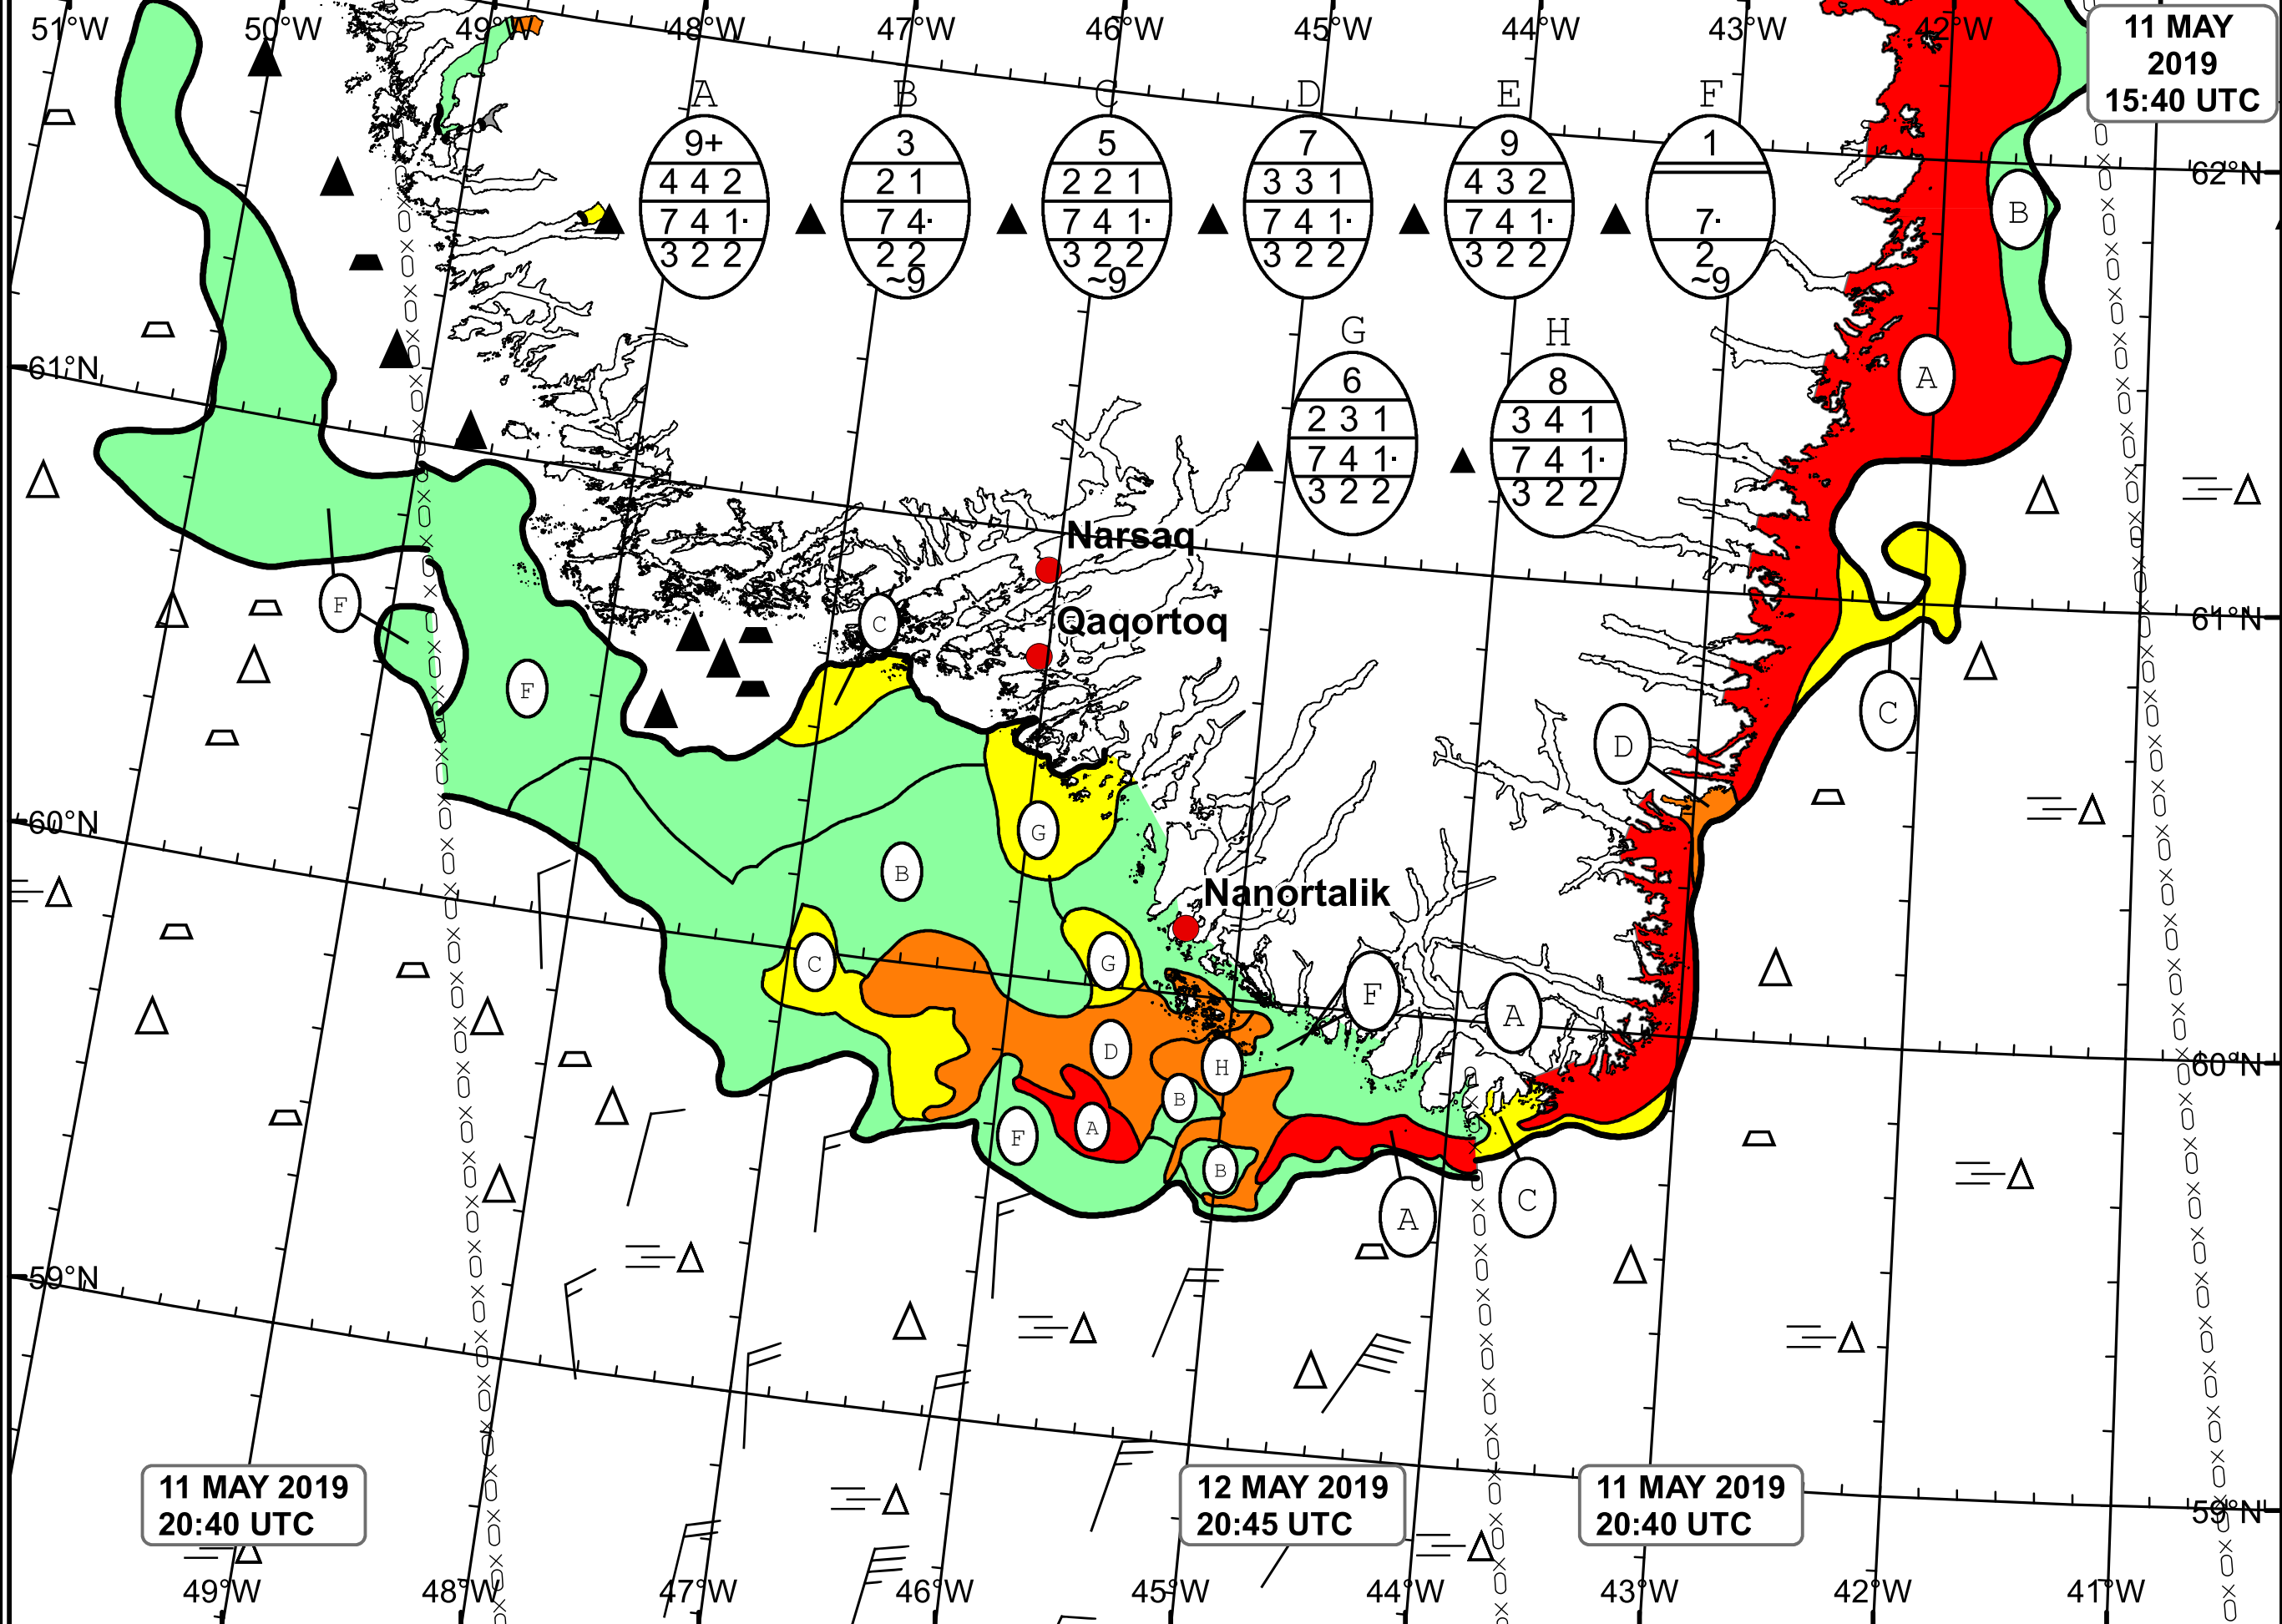 51°W 50°W 49°W 48°W 47°W 46°W 45°W 44°W 43°W 42°W
11 MAY
2019
15:40 UTC
A B C D E F
9+ 3 5 7 9 1
4 4 2 2 1 2 2 1 3 3 1 4 3 2
7 4 1· 7 4· 7 4 1· 7 4 1· 7 4 1· 7·
3 2 2 2 2 3 2 2 3 2 2 3 2 2 2
~9 ~9 ~9
62°N
B
G H
6 8
2 3 1 3 4 1
7 4 1· 7 4 1·
3 2 2 3 2 2
61°N
A
Narsaq
F
C
Qaqortoq
61°N
F
C
D
60°N
G
B
Nanortalik
C
G
F
A
D
H
60°N
B
A
F
B
A
C
59°N
11 MAY 2019
20:40 UTC
12 MAY 2019
20:45 UTC
11 MAY 2019
20:40 UTC
59°N
49°W 48°W 47°W 46°W 45°W 44°W 43°W 42°W 41°W